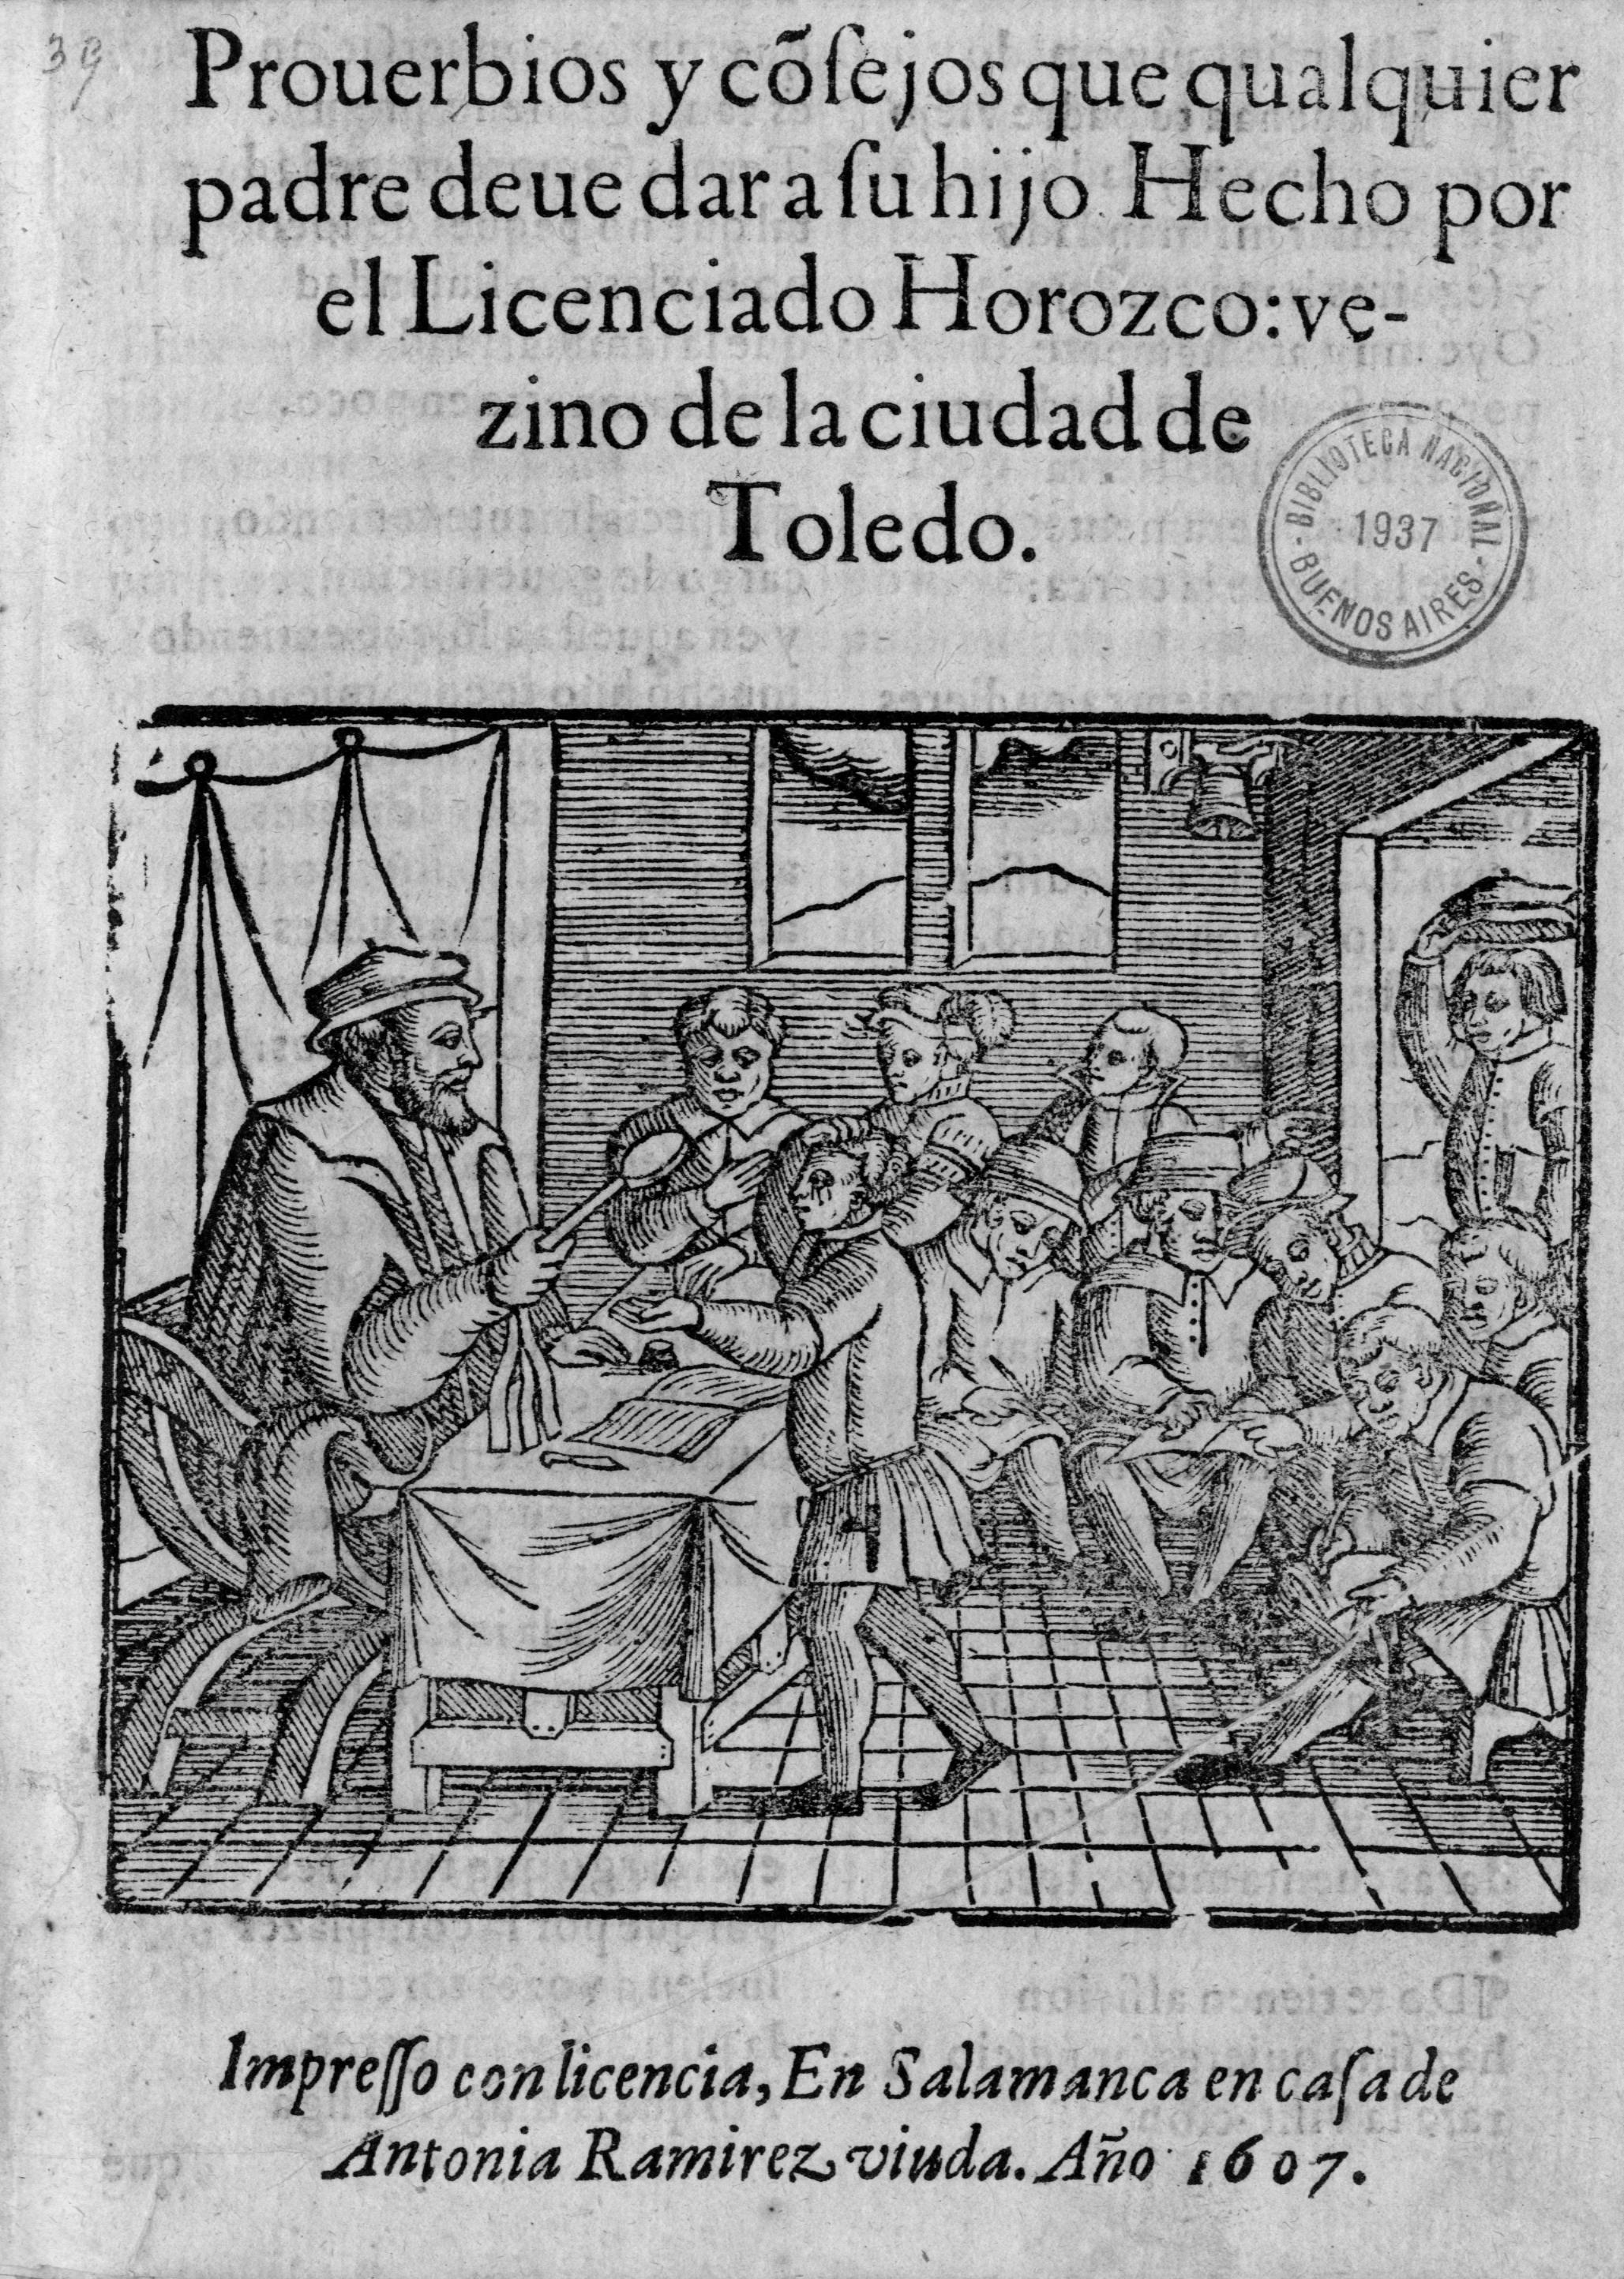 39
Prouerbios y cõſejos que qualquier
padre deue dar a ſu hijo. Hecho por
el Licenciado Horozco: ve-
zino de la ciudad de
Toledo.
BIBLIOTECA NACIONAL
1937
BUENOS AIRES
Impreſſo con licencia, En Salamanca en caſa de
Antonia Ramirez viuda. Año 1607.